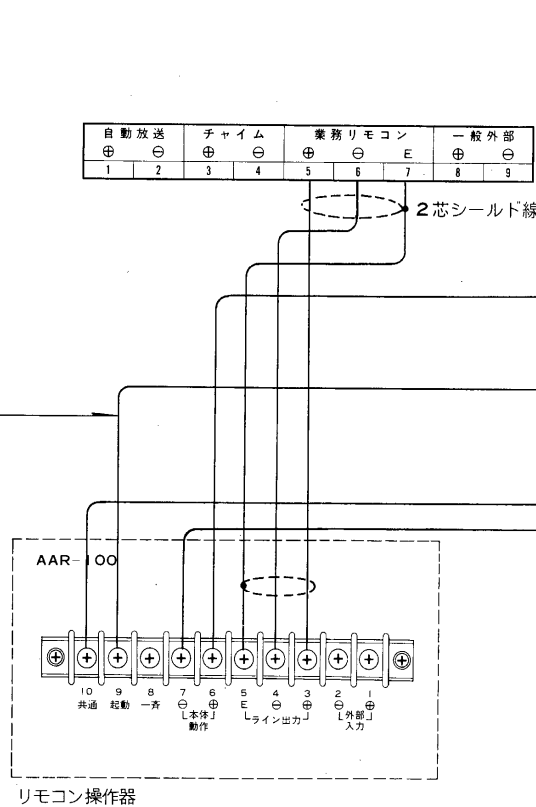 自動放送 チャイム 業務リモコン 一般外部
⊕ ⊖ ⊕ ⊖ ⊕ ⊖ E ⊕ ⊖
1 2 3 4 5 6 7 8 9
2芯シールド線
AAR-100
10 9 8 7 6 5 4 3 2 1
共通 起動 一斉 ⊖ ⊕ E ⊖ ⊕ ⊖ ⊕
本体 ライン出力 外部
動作 入力
リモコン操作器